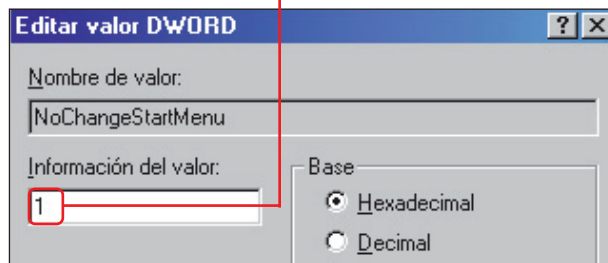 Editar valor DWORD
Nombre de valor:
NoChangeStartMenu
Información del valor:
1
Base
Hexadecimal
Decimal